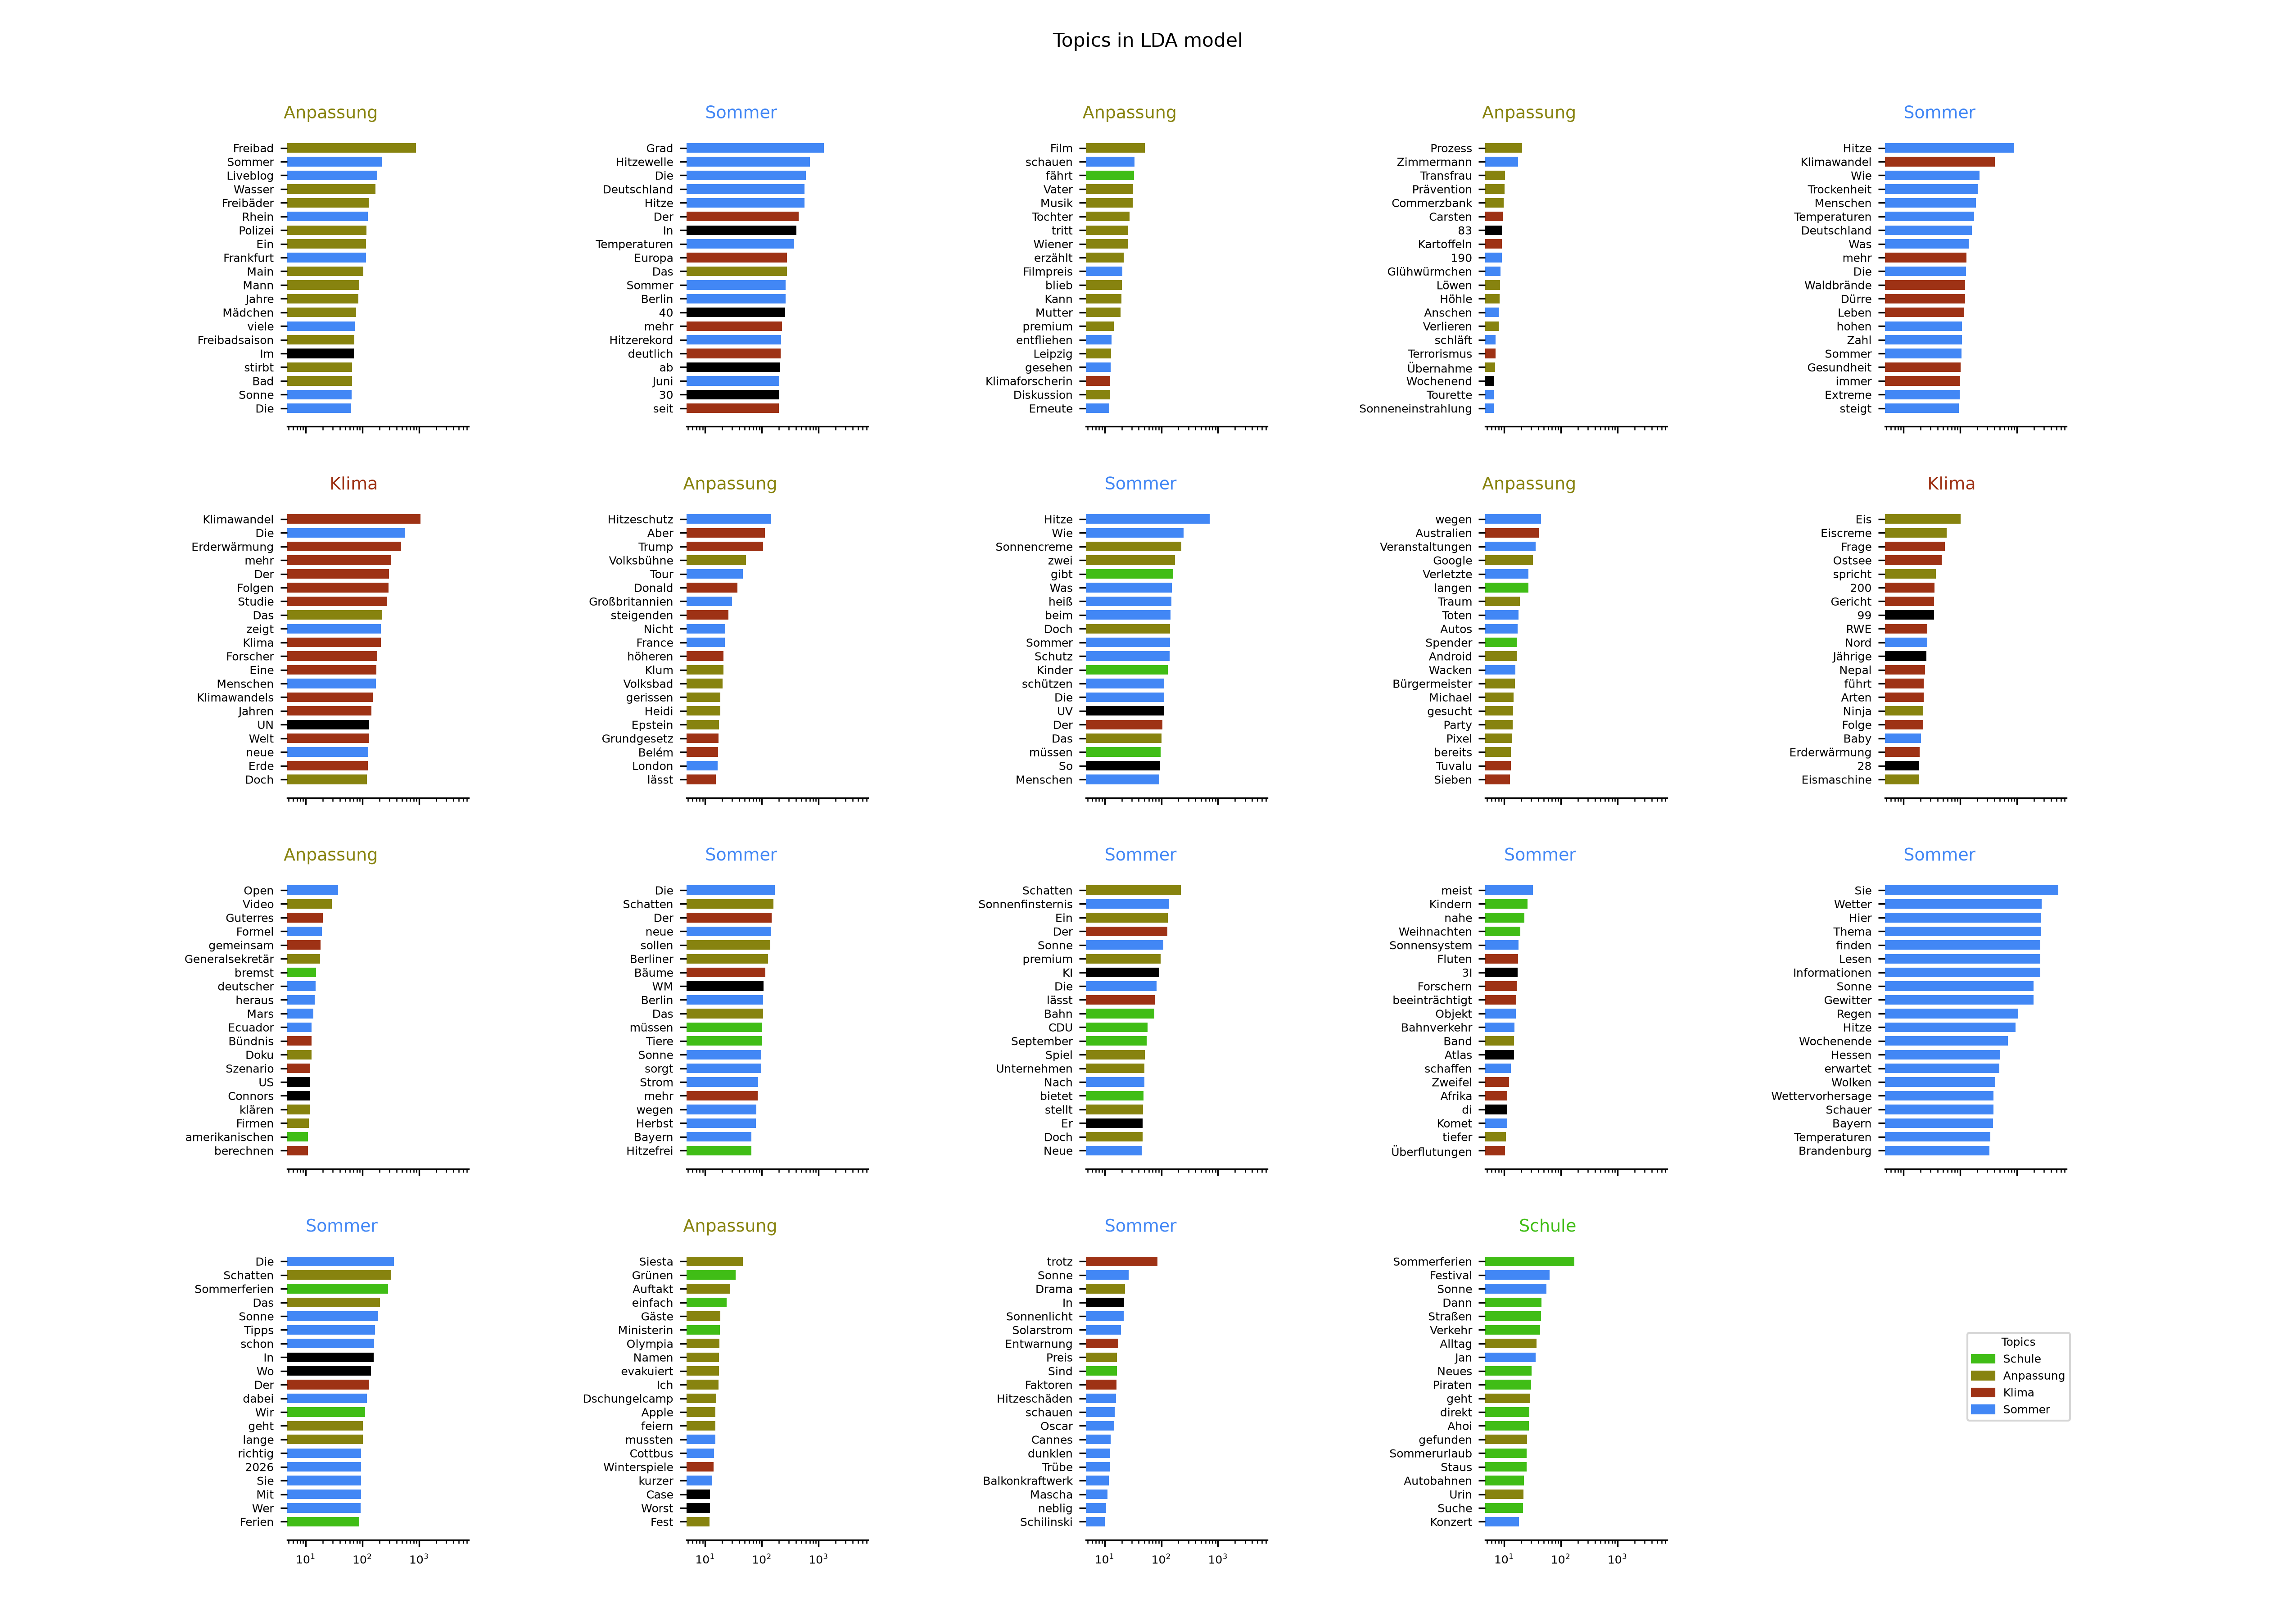 Topics in LDA model
Anpassung
Freibad
Sommer
Liveblog
Wasser
Freibäder
Rhein
Polizei
Ein
Frankfurt
Main
Mann
Jahre
Mädchen
viele
Freibadsaison
Im
stirbt
Bad
Sonne
Die
Sommer
Grad
Hitzewelle
Die
Deutschland
Hitze
Der
In
Temperaturen
Europa
Das
Sommer
Berlin
40
mehr
Hitzerekord
deutlich
ab
Juni
30
seit
Anpassung
Film
schauen
fährt
Vater
Musik
Tochter
tritt
Wiener
erzählt
Filmpreis
blieb
Kann
Mutter
premium
entfliehen
Leipzig
gesehen
Klimaforscherin
Diskussion
Erneute
Anpassung
Prozess
Zimmermann
Transfrau
Prävention
Commerzbank
Carsten
83
Kartoffeln
190
Glühwürmchen
Löwen
Höhle
Anschen
Verlieren
schläft
Terrorismus
Übernahme
Wochenend
Tourette
Sonneneinstrahlung
Sommer
Hitze
Klimawandel
Wie
Trockenheit
Menschen
Temperaturen
Deutschland
Was
mehr
Die
Waldbrände
Dürre
Leben
hohen
Zahl
Sommer
Gesundheit
immer
Extreme
steigt
Klima
Klimawandel
Die
Erderwärmung
mehr
Der
Folgen
Studie
Das
zeigt
Klima
Forscher
Eine
Menschen
Klimawandels
Jahren
UN
Welt
neue
Erde
Doch
Anpassung
Hitzeschutz
Aber
Trump
Volksbühne
Tour
Donald
Großbritannien
steigenden
Nicht
France
höheren
Klum
Volksbad
gerissen
Heidi
Epstein
Grundgesetz
Belém
London
lässt
Sommer
Hitze
Wie
Sonnencreme
zwei
gibt
Was
heiß
beim
Doch
Sommer
Schutz
Kinder
schützen
Die
UV
Der
Das
müssen
So
Menschen
Anpassung
wegen
Australien
Veranstaltungen
Google
Verletzte
langen
Traum
Toten
Autos
Spender
Android
Wacken
Bürgermeister
Michael
gesucht
Party
Pixel
bereits
Tuvalu
Sieben
Klima
Eis
Eiscreme
Frage
Ostsee
spricht
200
Gericht
99
RWE
Nord
Jährige
Nepal
führt
Arten
Ninja
Folge
Baby
Erderwärmung
28
Eismaschine
Anpassung
Open
Video
Guterres
Formel
gemeinsam
Generalsekretär
bremst
deutscher
heraus
Mars
Ecuador
Bündnis
Doku
Szenario
US
Connors
klären
Firmen
amerikanischen
berechnen
Sommer
Die
Schatten
Der
neue
sollen
Berliner
Bäume
WM
Berlin
Das
müssen
Tiere
Sonne
sorgt
Strom
mehr
wegen
Herbst
Bayern
Hitzefrei
Sommer
Schatten
Sonnenfinsternis
Ein
Der
Sonne
premium
KI
Die
lässt
Bahn
CDU
September
Spiel
Unternehmen
Nach
bietet
stellt
Er
Doch
Neue
Sommer
meist
Kindern
nahe
Weihnachten
Sonnensystem
Fluten
3I
Forschern
beeinträchtigt
Objekt
Bahnverkehr
Band
Atlas
schaffen
Zweifel
Afrika
di
Komet
tiefer
Überflutungen
Sommer
Sie
Wetter
Hier
Thema
finden
Lesen
Informationen
Sonne
Gewitter
Regen
Hitze
Wochenende
Hessen
erwartet
Wolken
Wettervorhersage
Schauer
Bayern
Temperaturen
Brandenburg
Sommer
Die
Schatten
Sommerferien
Das
Sonne
Tipps
schon
In
Wo
Der
dabei
Wir
geht
lange
richtig
2026
Sie
Mit
Wer
Ferien
10¹ 10² 10³
Anpassung
Siesta
Grünen
Auftakt
einfach
Gäste
Ministerin
Olympia
Namen
evakuiert
Ich
Dschungelcamp
Apple
feiern
mussten
Cottbus
Winterspiele
kurzer
Case
Worst
Fest
10¹ 10² 10³
Sommer
trotz
Sonne
Drama
In
Sonnenlicht
Solarstrom
Entwarnung
Preis
Sind
Faktoren
Hitzeschäden
schauen
Oscar
Cannes
dunklen
Trübe
Balkonkraftwerk
Mascha
neblig
Schilinski
10¹ 10² 10³
Schule
Sommerferien
Festival
Sonne
Dann
Straßen
Verkehr
Alltag
Jan
Neues
Piraten
geht
direkt
Ahoi
gefunden
Sommerurlaub
Staus
Autobahnen
Urin
Suche
Konzert
10¹ 10² 10³
Topics
Schule
Anpassung
Klima
Sommer